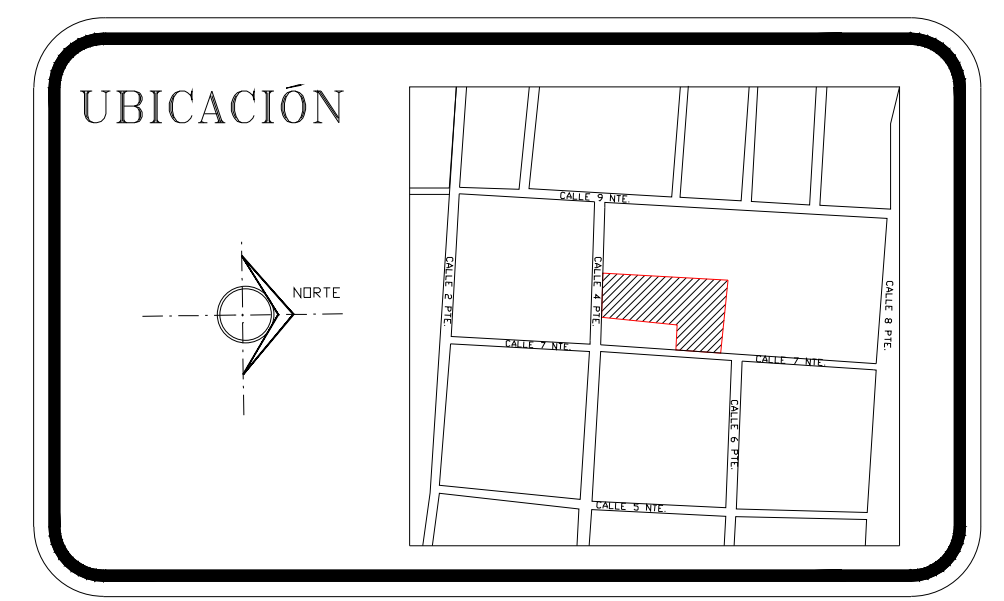 UBICACIÓN
NORTE
CALLE 9 NTE.
CALLE 2 PTE.
CALLE 4 PTE.
CALLE 8 PTE.
CALLE 7 NTE.
CALLE 7 NTE.
CALLE 6 PTE.
CALLE 5 NTE.